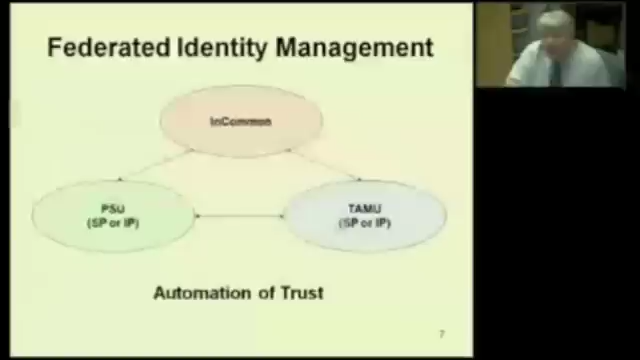 Federated Identity Management
InCommon
PSU
(SP or IP)
TAMU
(SP or IP)
Automation of Trust
7